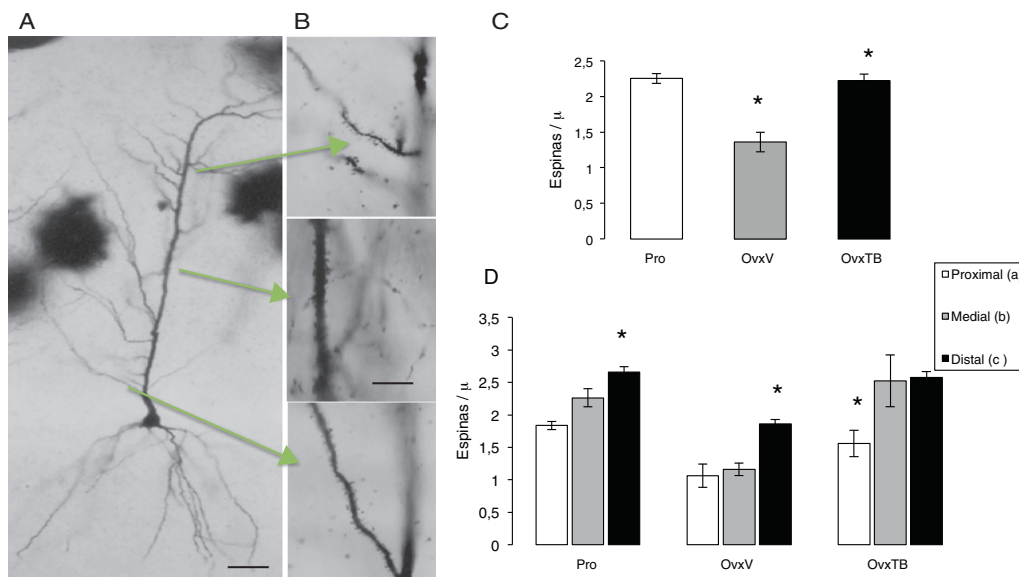 A
B
C
Espinas / μ
2,5
2
1,5
1
0,5
0
*
*
Pro
OvxV
OvxTB
D
Proximal (a
Medial (b)
Distal (c )
Espinas / μ
3,5
3
2,5
2
1,5
1
0,5
0
*
*
*
Pro
OvxV
OvxTB